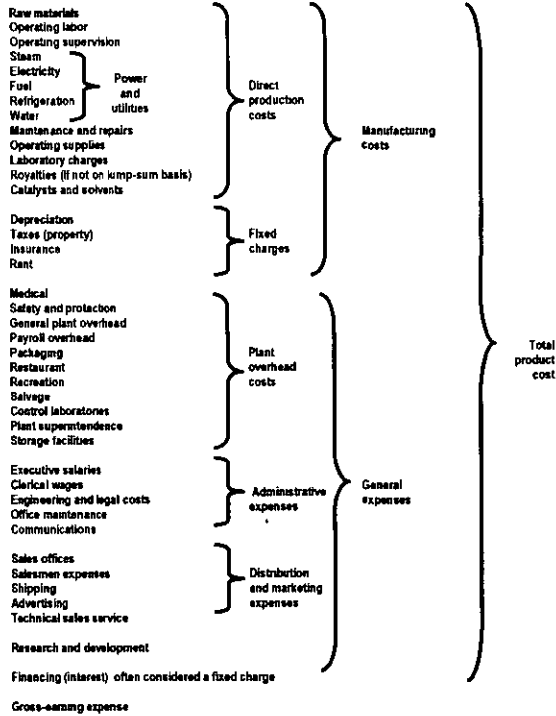 Raw materials
Operating labor
Operating supervision
Steam
Electricity
Fuel
Refrigeration
Water
Power
and
utilities
Maintenance and repairs
Operating supplies
Laboratory charges
Royalties (If not on lump-sum basis)
Catalysts and solvents
Direct
production
costs
Depreciation
Taxes (property)
Insurance
Rent
Fixed
charges
Manufacturing
costs
Medical
Safety and protection
General plant overhead
Payroll overhead
Packaging
Restaurant
Recreation
Salvage
Control laboratories
Plant superintendence
Storage facilities
Plant
overhead
costs
Executive salaries
Clerical wages
Engineering and legal costs
Office maintenance
Communications
Administrative
expenses
Sales offices
Salesmen expenses
Shipping
Advertising
Technical sales service
Distribution
and marketing
expenses
Research and development
Financing (interest) often considered a fixed charge
General
expenses
Total
product
cost
Gross-earning expense